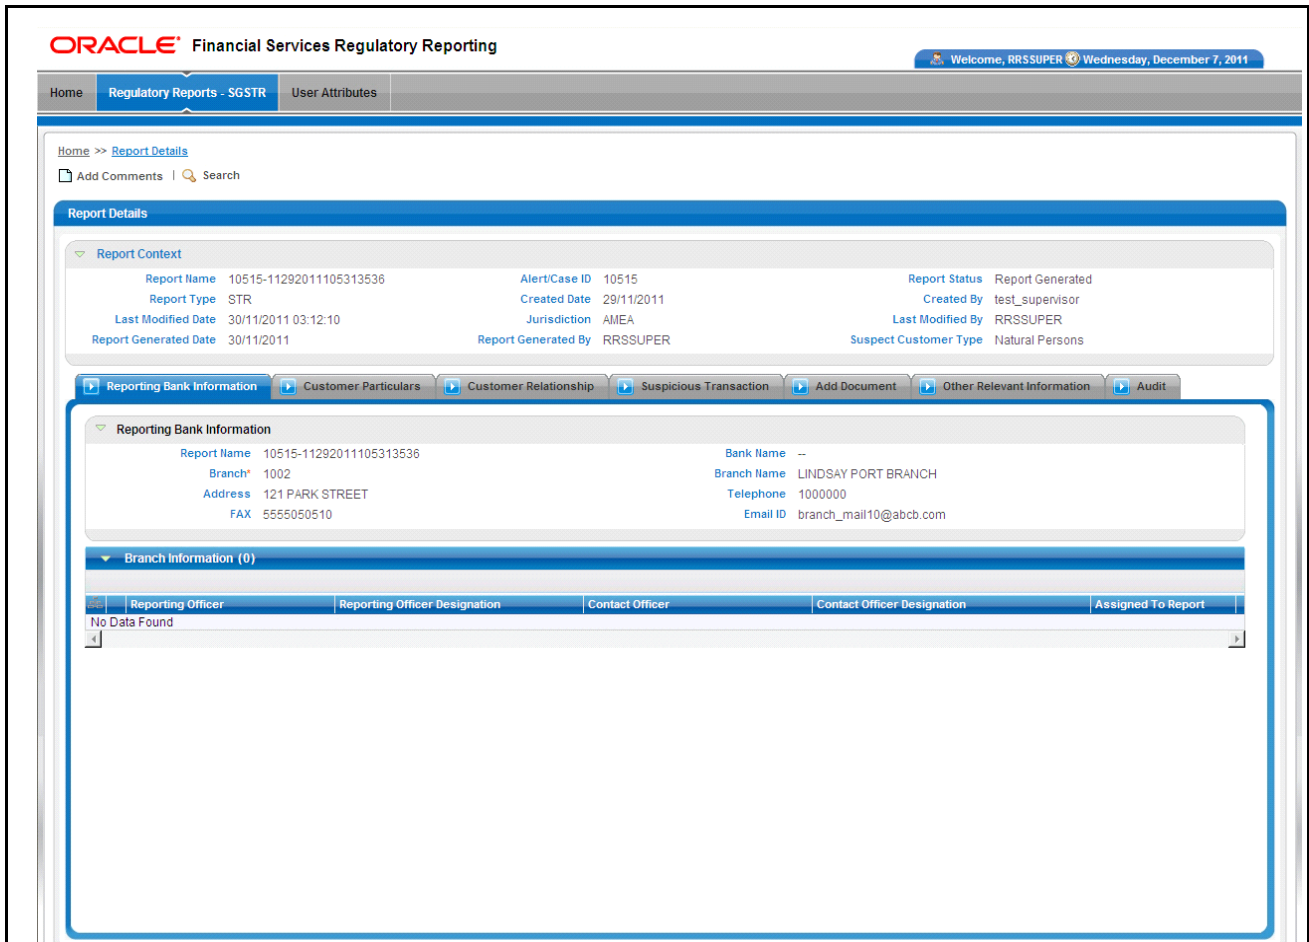 ORACLE® Financial Services Regulatory Reporting
Welcome, RRSSUPER Wednesday, December 7, 2011
Home Regulatory Reports - SGSTR User Attributes
Home >> Report Details
Add Comments | Search
Report Details
Report Context
Report Name 10515-11292011105313536 Alert/Case ID 10515 Report Status Report Generated
Report Type STR Created Date 29/11/2011 Created By test_supervisor
Last Modified Date 30/11/2011 03:12:10 Jurisdiction AMEA Last Modified By RRSSUPER
Report Generated Date 30/11/2011 Report Generated By RRSSUPER Suspect Customer Type Natural Persons
Reporting Bank Information Customer Particulars Customer Relationship Suspicious Transaction Add Document Other Relevant Information Audit
Reporting Bank Information
Report Name 10515-11292011105313536 Bank Name --
Branch* 1002 Branch Name LINDSAY PORT BRANCH
Address 121 PARK STREET Telephone 1000000
FAX 5555050510 Email ID branch_mail10@abcb.com
Branch Information (0)
Reporting Officer Reporting Officer Designation Contact Officer Contact Officer Designation Assigned To Report
No Data Found